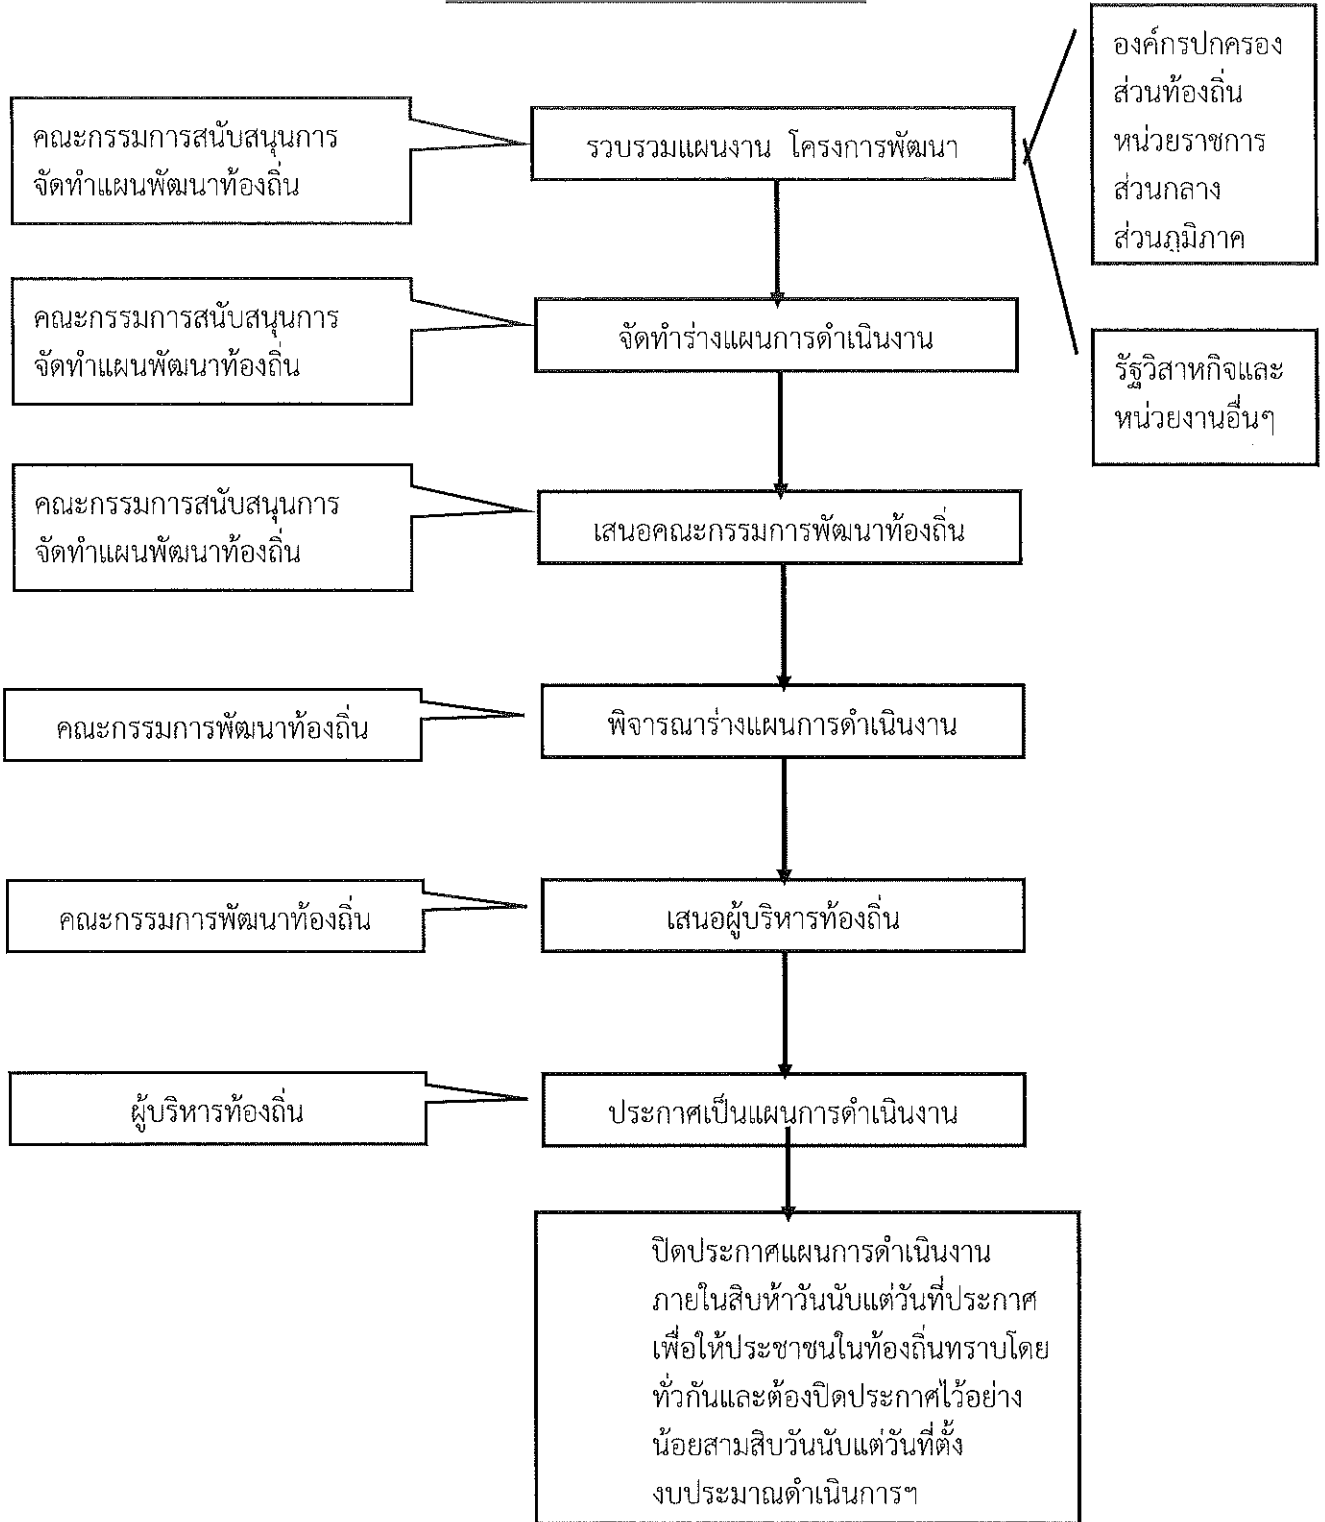 องค์กรปกครอง
ส่วนท้องถิ่น
หน่วยราชการ
ส่วนกลาง
ส่วนภูมิภาค
คณะกรรมการสนับสนุนการ
จัดทำแผนพัฒนาท้องถิ่น
รวบรวมแผนงาน โครงการพัฒนา
คณะกรรมการสนับสนุนการ
จัดทำแผนพัฒนาท้องถิ่น
จัดทำร่างแผนการดำเนินงาน
รัฐวิสาหกิจและ
หน่วยงานอื่นๆ
คณะกรรมการสนับสนุนการ
จัดทำแผนพัฒนาท้องถิ่น
เสนอคณะกรรมการพัฒนาท้องถิ่น
คณะกรรมการพัฒนาท้องถิ่น
พิจารณาร่างแผนการดำเนินงาน
คณะกรรมการพัฒนาท้องถิ่น
เสนอผู้บริหารท้องถิ่น
ผู้บริหารท้องถิ่น
ประกาศเป็นแผนการดำเนินงาน
ปิดประกาศแผนการดำเนินงาน
ภายในสิบห้าวันนับแต่วันที่ประกาศ
เพื่อให้ประชาชนในท้องถิ่นทราบโดย
ทั่วกันและต้องปิดประกาศไว้อย่าง
น้อยสามสิบวันนับแต่วันที่ตั้ง
งบประมาณดำเนินการฯ